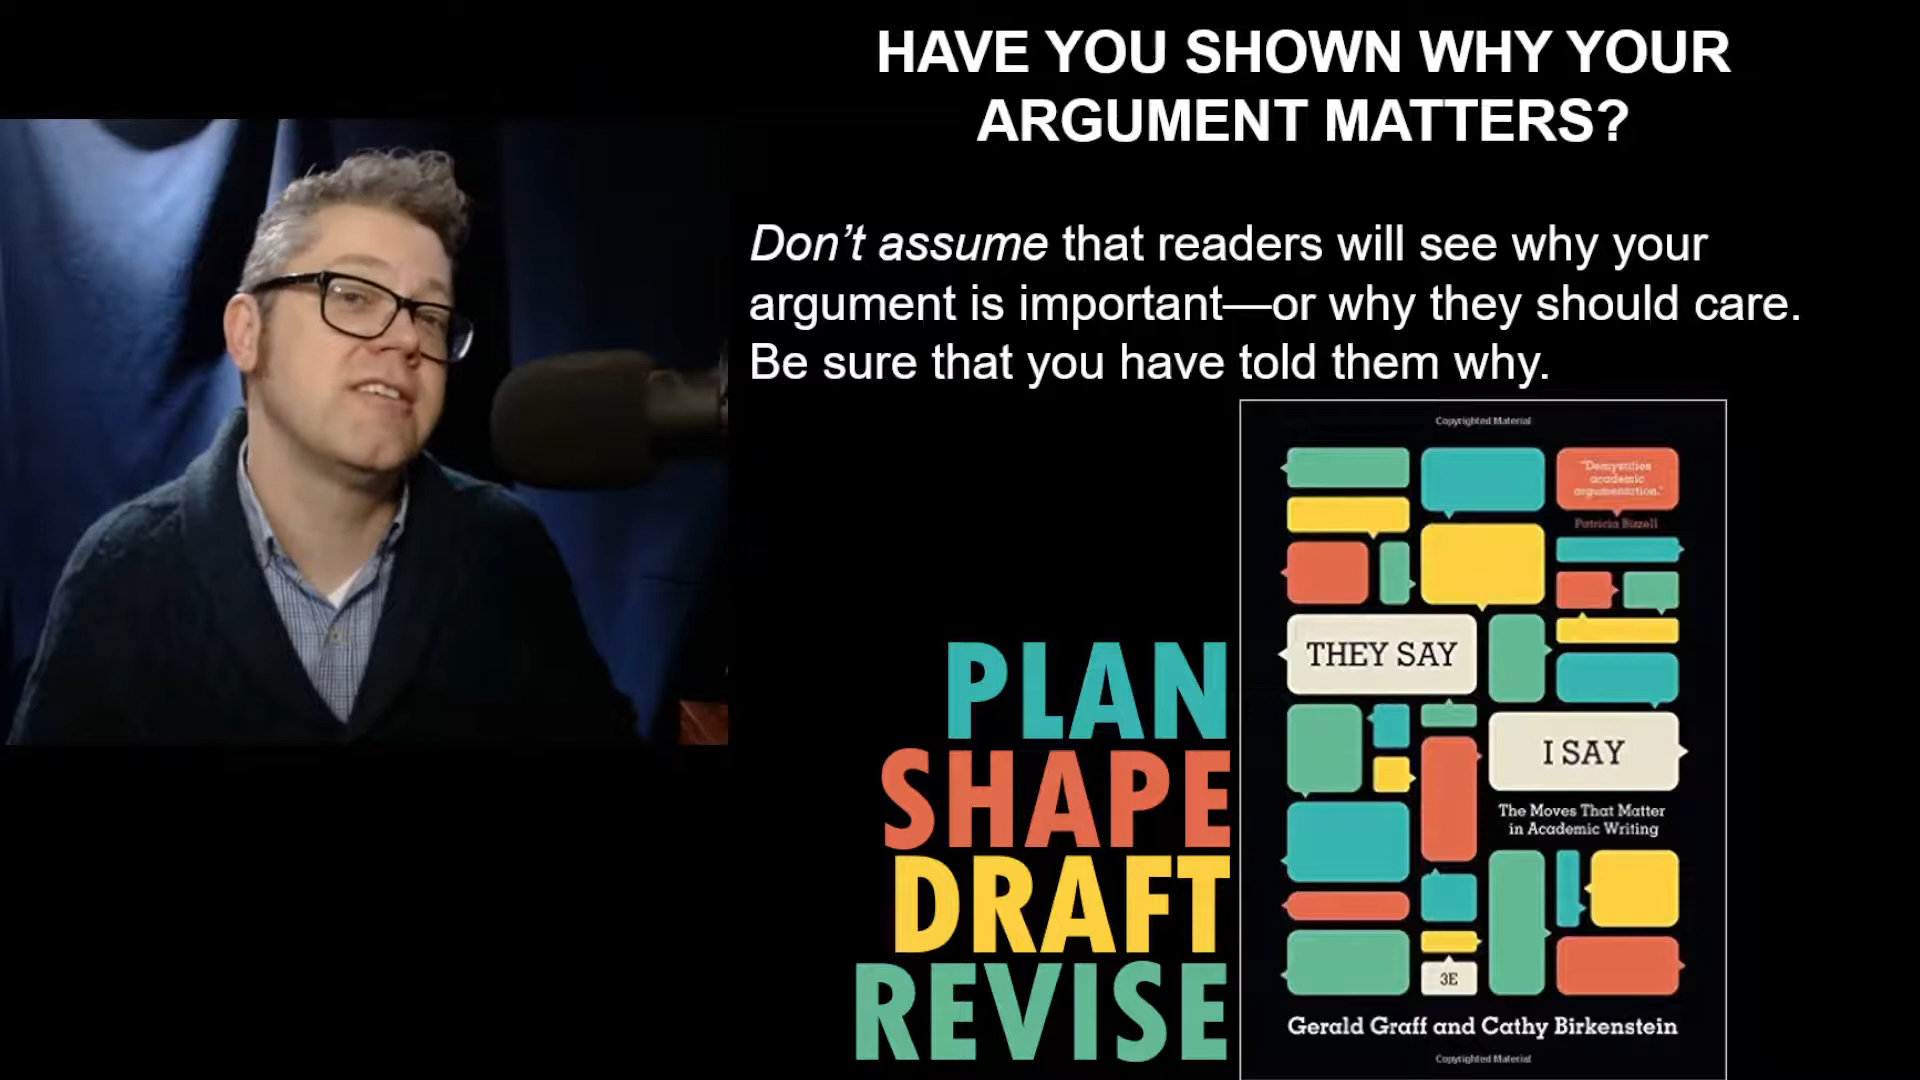 HAVE YOU SHOWN WHY YOUR
ARGUMENT MATTERS?
Don't assume that readers will see why your
argument is important—or why they should care.
Be sure that you have told them why.
PLAN
SHAPE
DRAFT
REVISE
Copyrighted Material
"Demystifies
academic
argumentation."
Patricia Bizzell
THEY SAY
I SAY
The Moves That Matter
in Academic Writing
3E
Gerald Graff and Cathy Birkenstein
Copyrighted Material